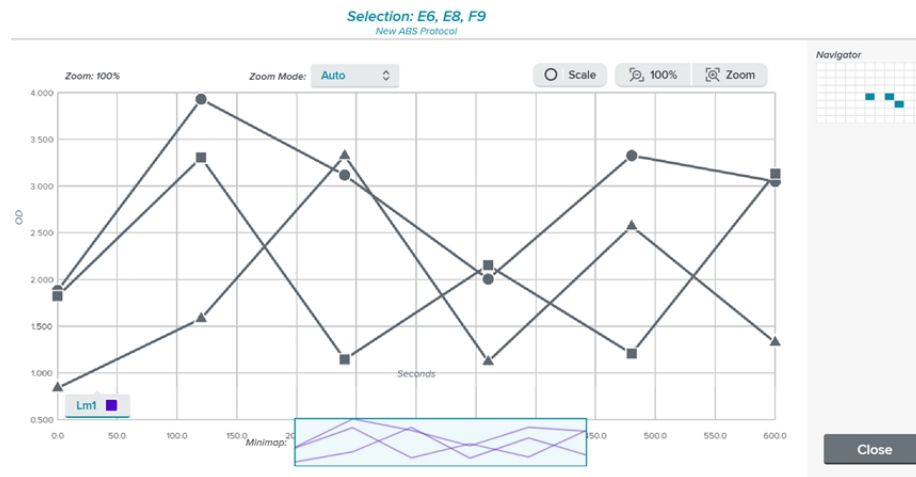 Selection: E6, E8, F9
New ABS Protocol
Navigator
Zoom: 100%
Zoom Mode: Auto
Scale
100%
Zoom
4.000
3.500
3.000
2.500
OD
2.000
1.500
1.000
Seconds
0.500
Lm1
0.0 50.0 100.0 150.0 20 450.0 500.0 550.0 600.0
Minimap:
Close